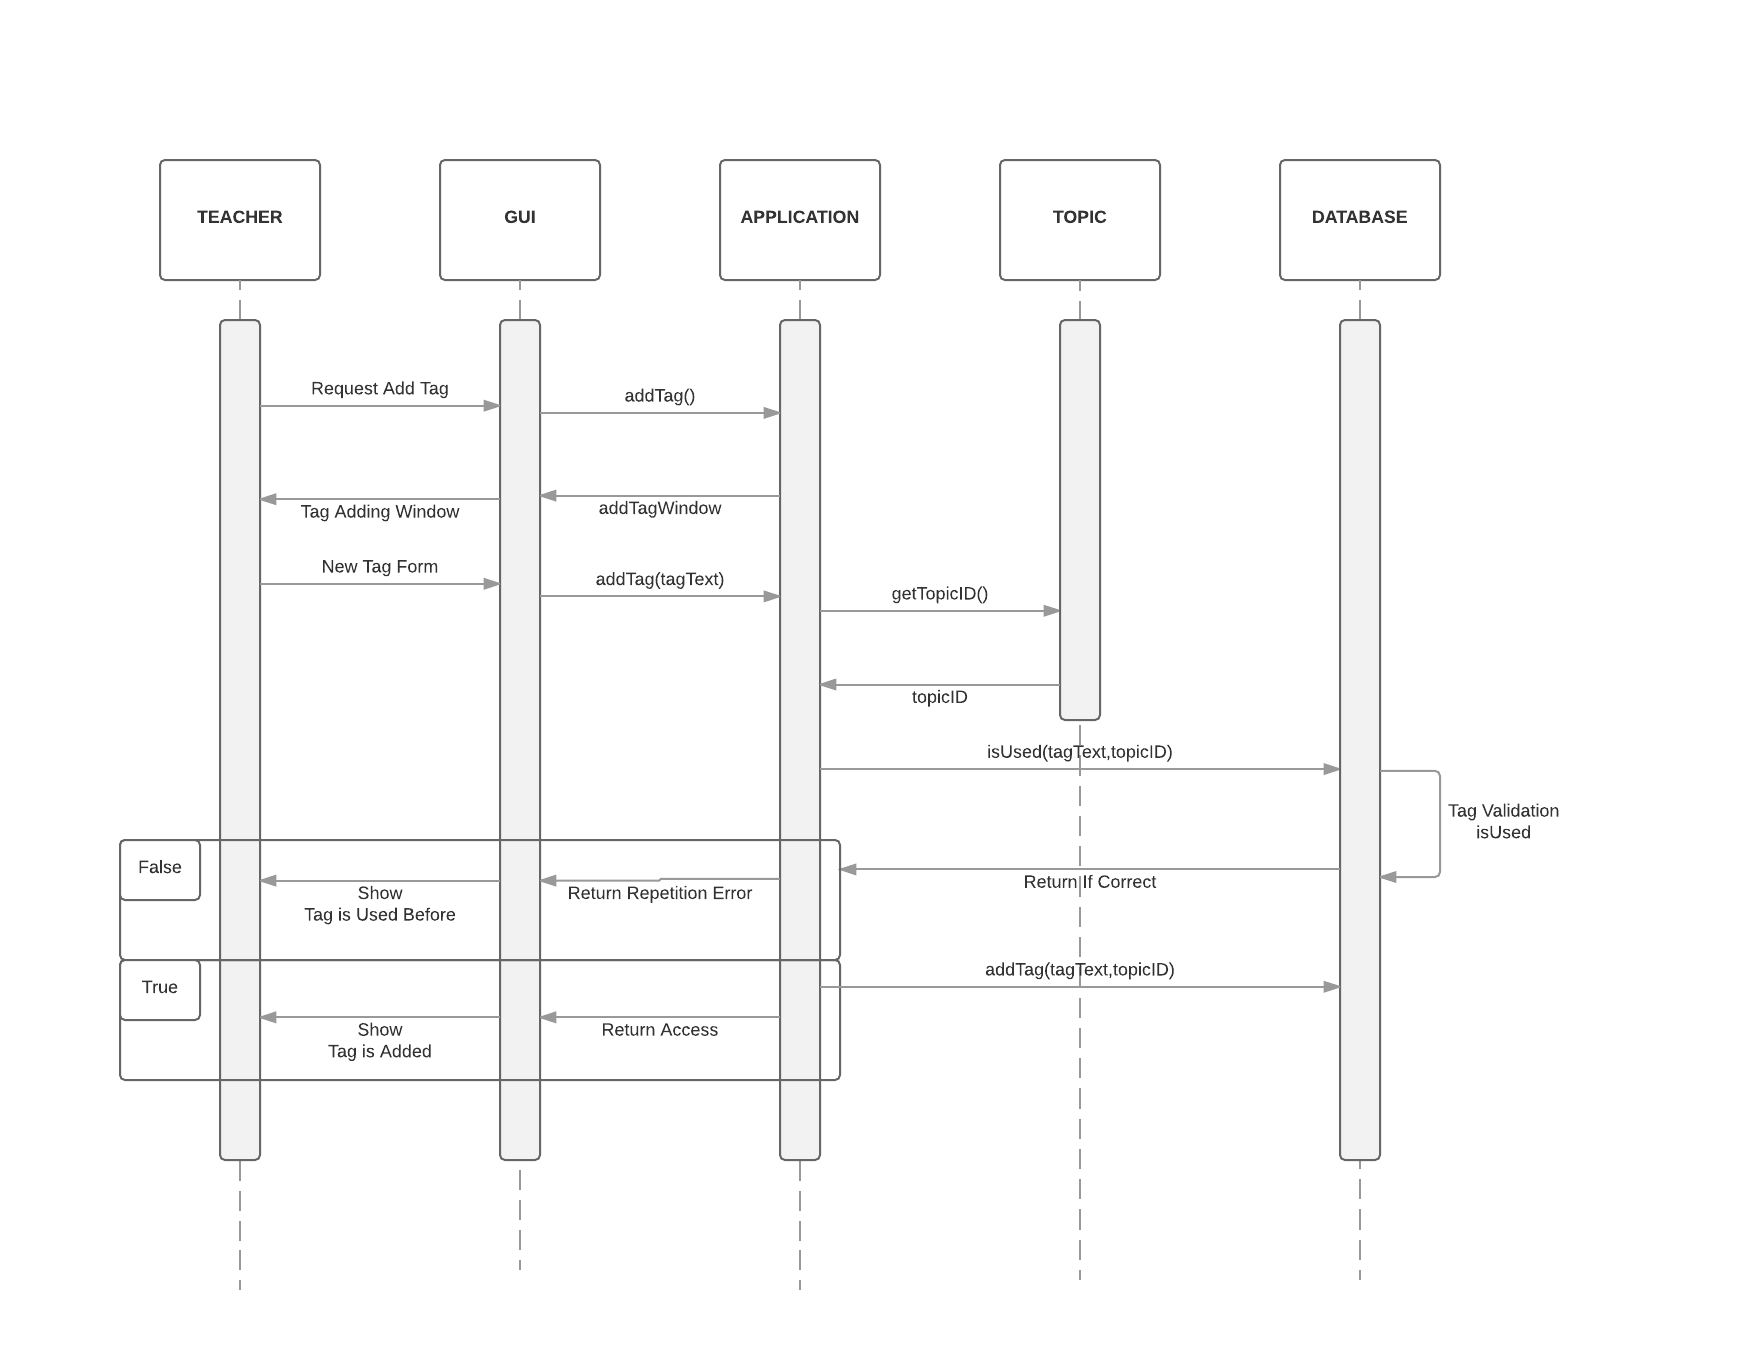 TEACHER
GUI
APPLICATION
TOPIC
DATABASE
Request Add Tag
addTag()
Tag Adding Window
addTagWindow
New Tag Form
addTag(tagText)
getTopicID()
topicID
isUsed(tagText,topicID)
Tag Validation
isUsed
False
Show
Tag is Used Before
Return Repetition Error
Return If Correct
True
addTag(tagText,topicID)
Show
Tag is Added
Return Access